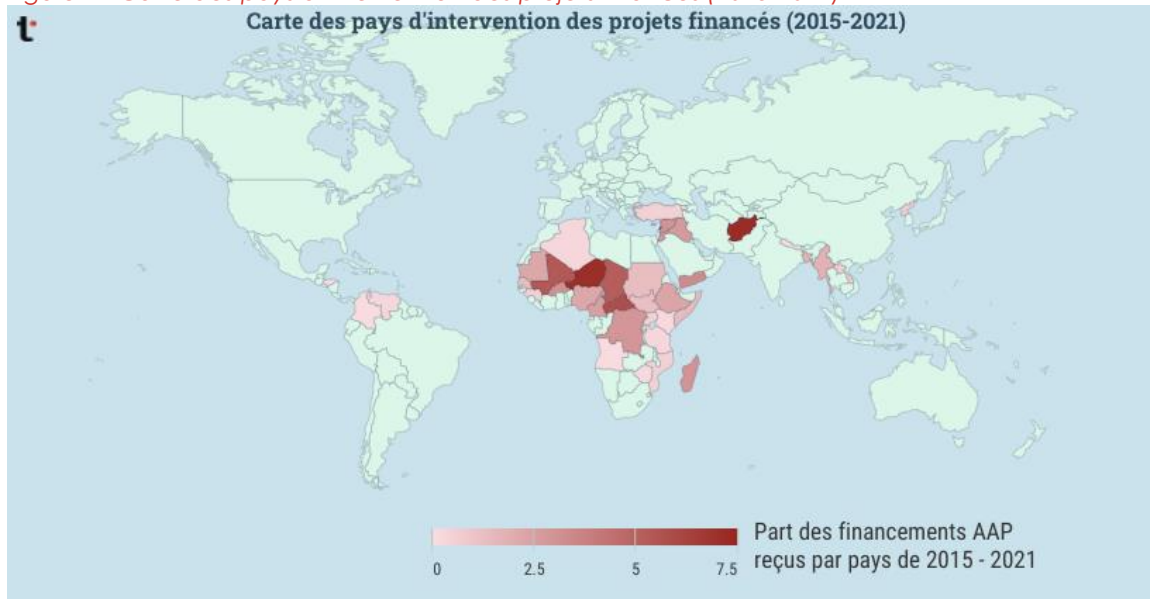 Carte des pays d'intervention des projets financés (2015-2021)
t
Part des financements AAP
reçus par pays de 2015 - 2021
0 2.5 5 7.5